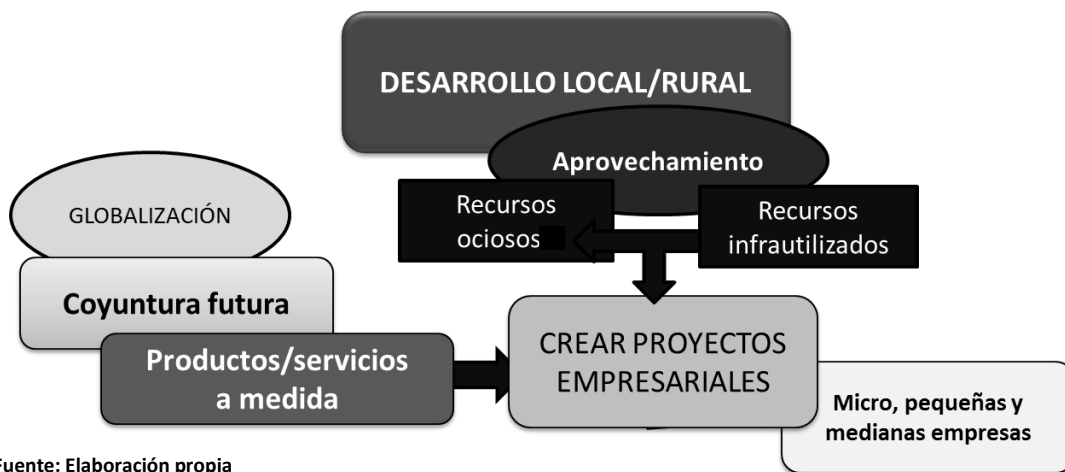 DESARROLLO LOCAL/RURAL
Aprovechamiento
Recursos
ociosos
Recursos
infrautilizados
GLOBALIZACIÓN
Coyuntura futura
Productos/servicios
a medida
CREAR PROYECTOS
EMPRESARIALES
Micro, pequeñas y
medianas empresas
Fuente: Elaboración propia